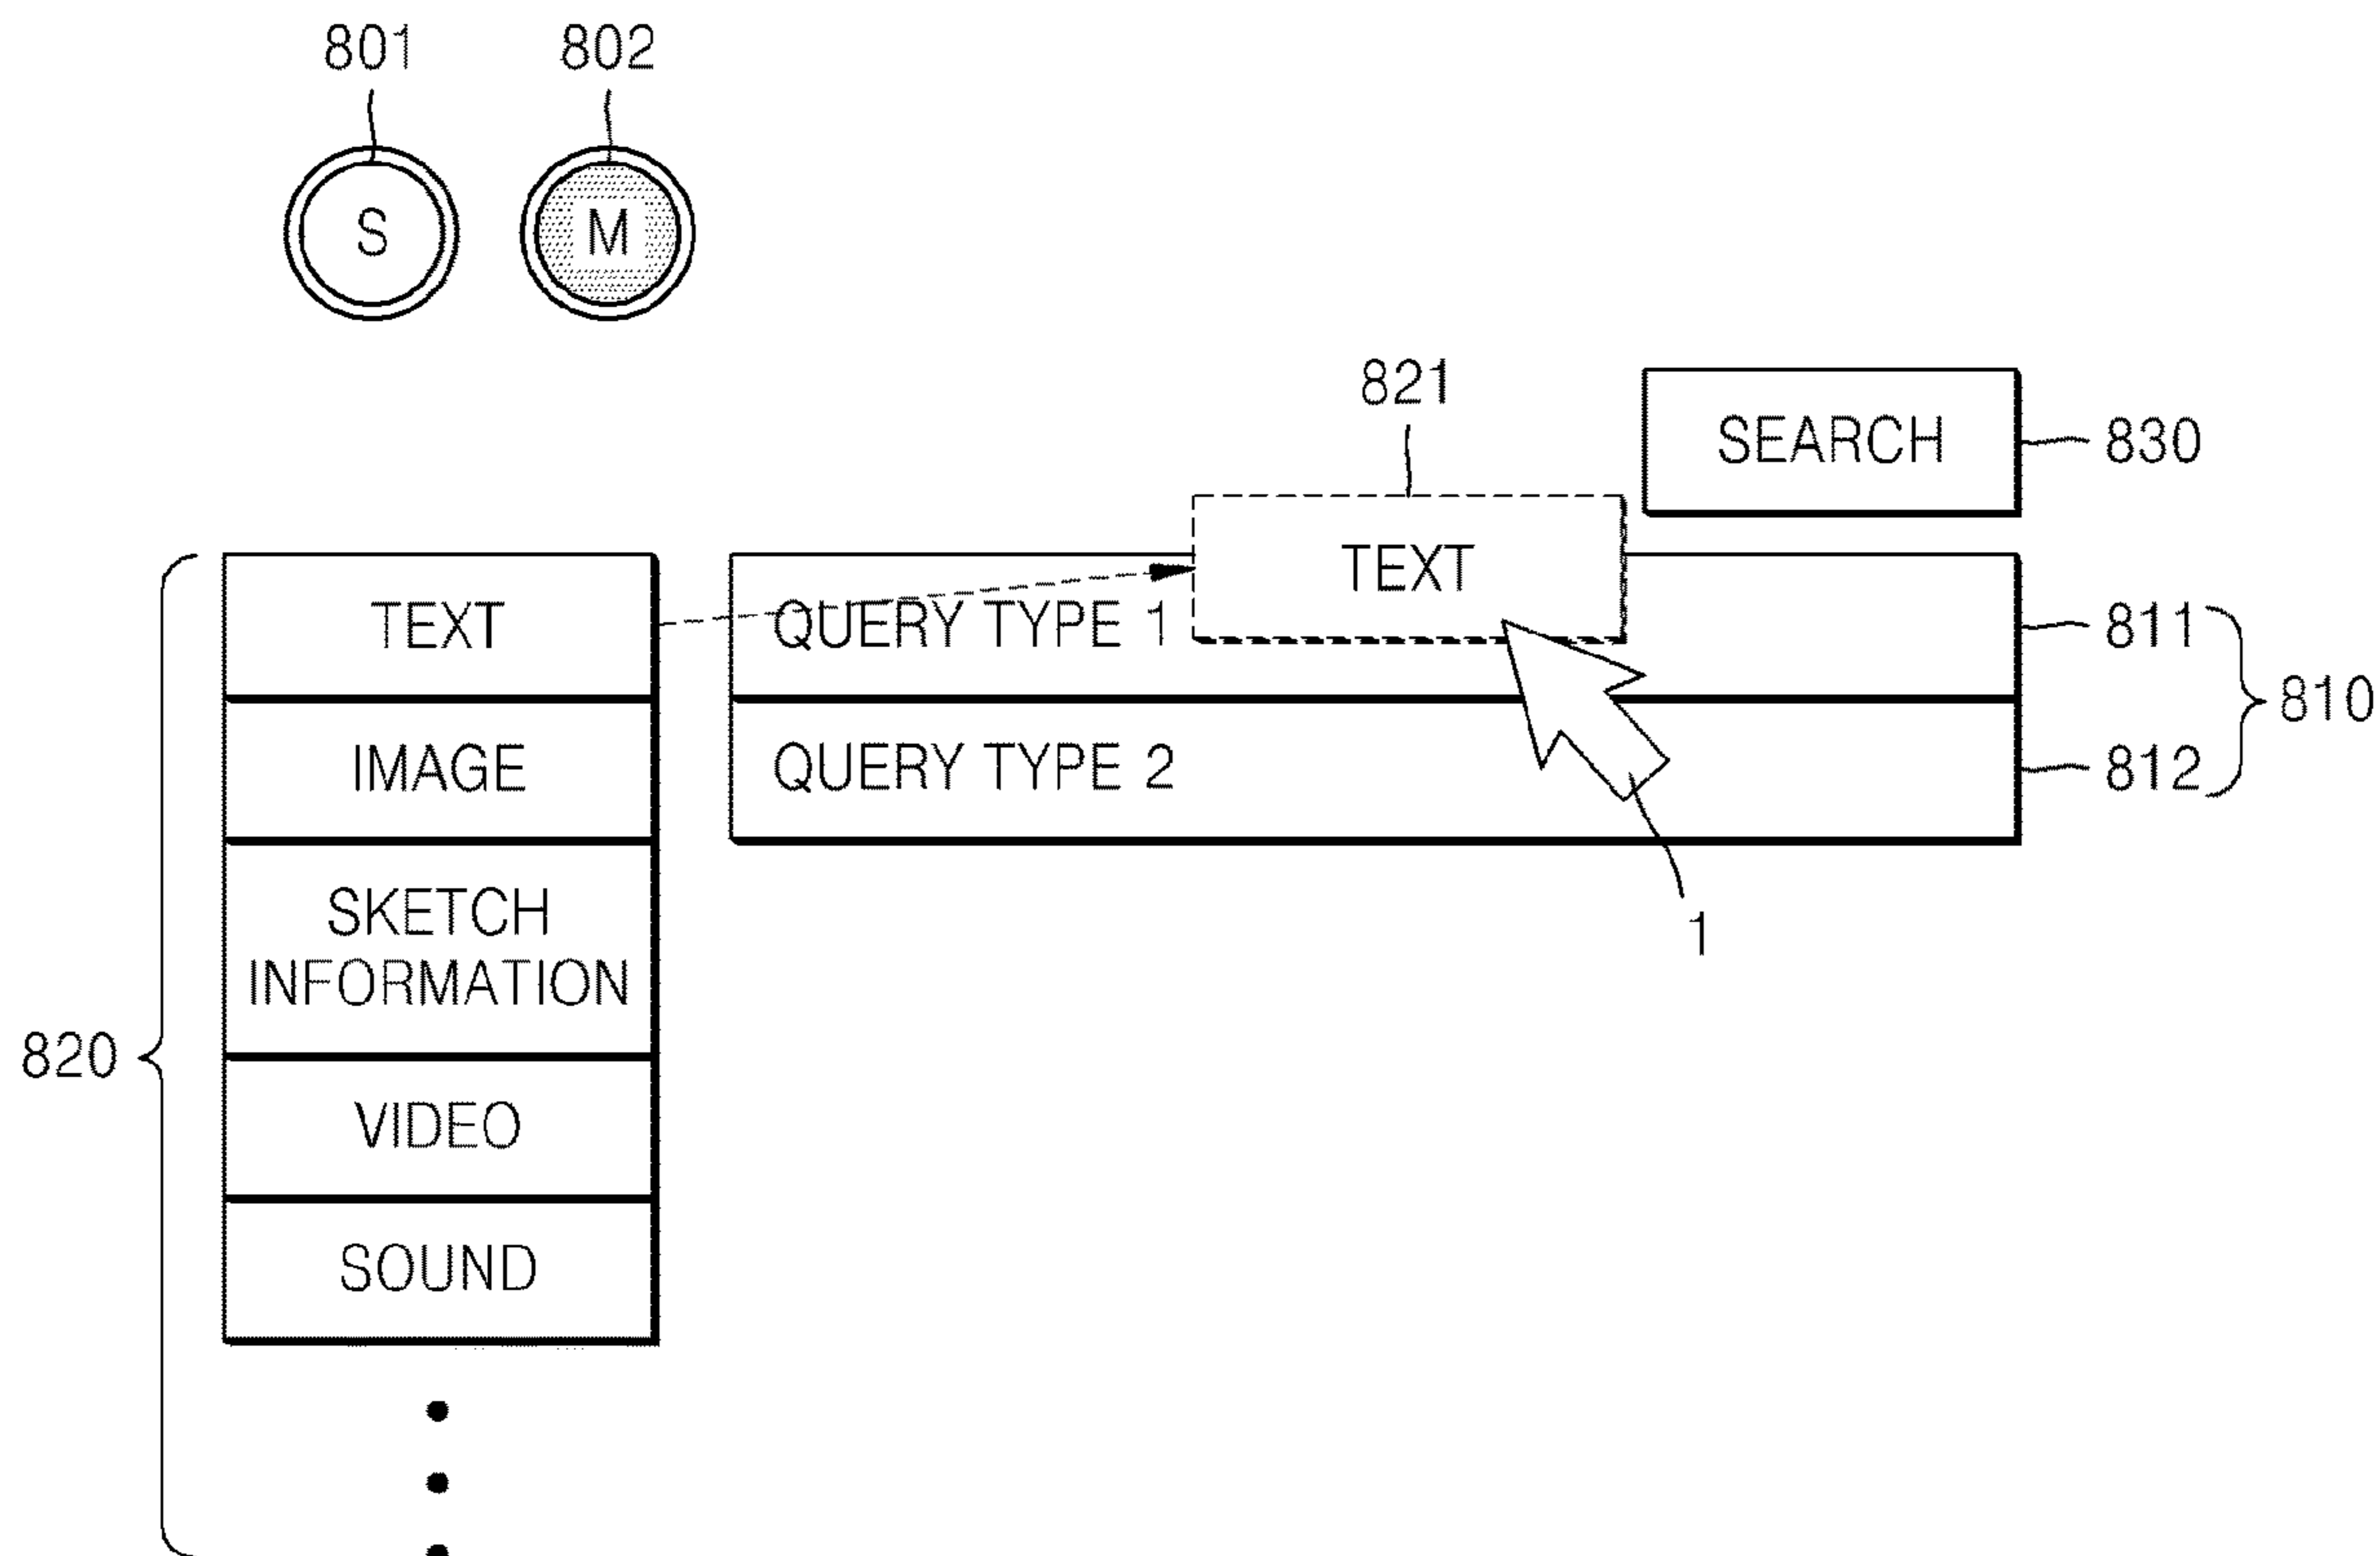 801 802
S M
821
SEARCH 830
TEXT
TEXT QUERY TYPE 1 811
810
IMAGE QUERY TYPE 2 812
1
SKETCH
INFORMATION
820
VIDEO
SOUND